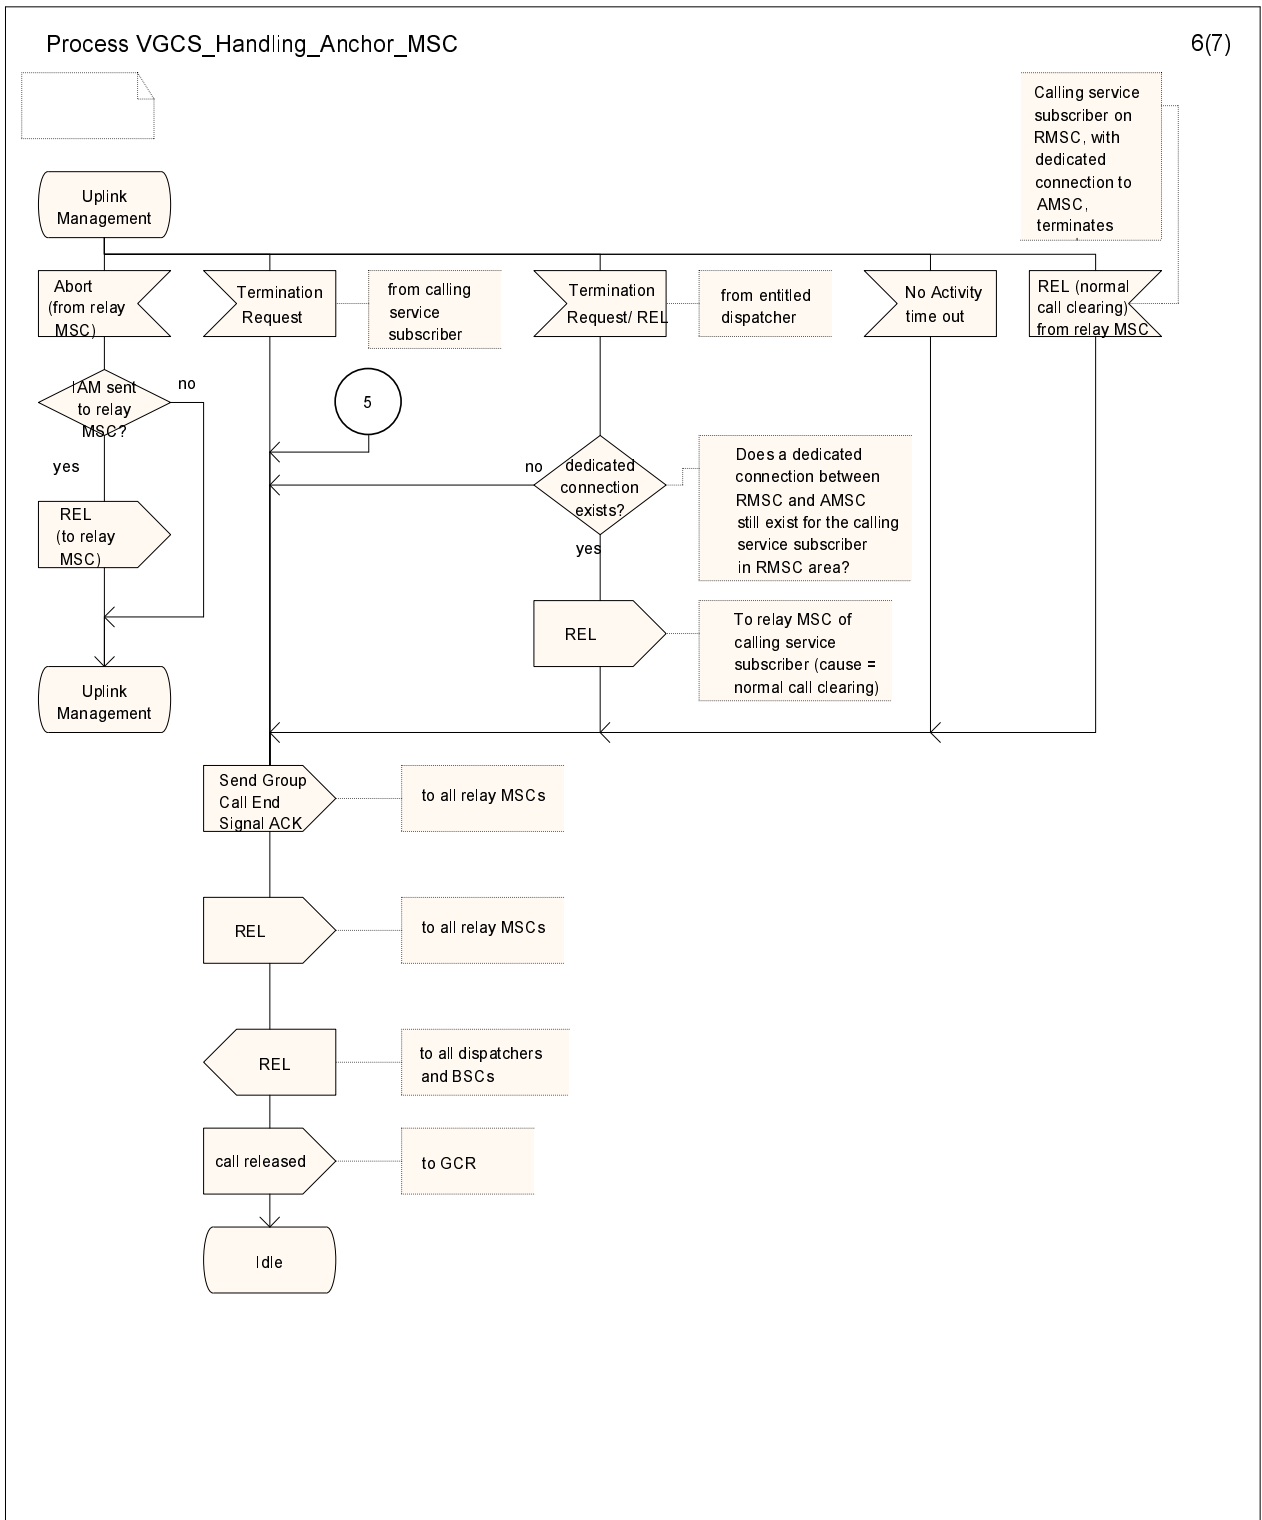 Process VGCS_Handling_Anchor_MSC
6(7)
Calling service
subscriber on
RMSC, with
dedicated
connection to
AMSC,
terminates
Uplink
Management
Abort
(from relay
MSC)
Termination
Request
from calling
service
subscriber
Termination
Request/ REL
from entitled
dispatcher
No Activity
time out
REL (normal
call clearing)
from relay MSC
IAM sent
to relay
MSC?
no
yes
5
REL
(to relay
MSC)
Uplink
Management
no
dedicated
connection
exists?
yes
Does a dedicated
connection between
RMSC and AMSC
still exist for the calling
service subscriber
in RMSC area?
REL
To relay MSC of
calling service
subscriber (cause =
normal call clearing)
Send Group
Call End
Signal ACK
to all relay MSCs
REL
to all relay MSCs
REL
to all dispatchers
and BSCs
call released
to GCR
Idle